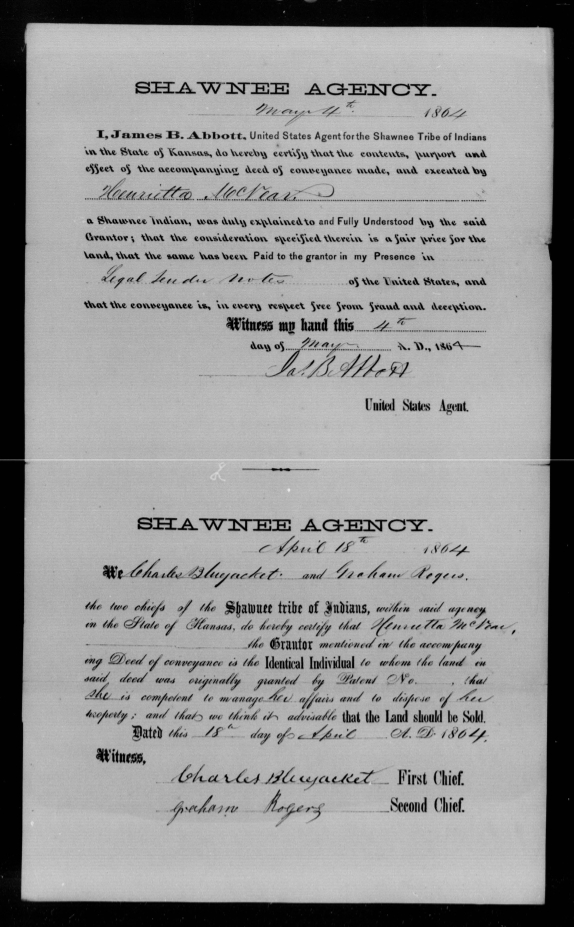 SHAWNEE AGENCY.
May 4th. 1864
I, James B. Abbott, United States Agent for the Shawnee Tribe of Indians
in the State of Kansas, do hereby certify that the contents, purport and
effect of the accompanying deed of conveyance made, and executed by
Henrietta McVear
a Shawnee Indian, was duly explained to and Fully Understood by the said
Grantor; that the consideration specified therein is a fair price for the
land, that the same has been Paid to the grantor in my Presence in
Legal tender notes of the United States, and
that the conveyance is, in every respect free from fraud and deception.
Witness my hand this 4th
day of May A. D., 1864
Jas. B. Abbott
United States Agent.
SHAWNEE AGENCY.
April 18th 1864
We Charles Bluejacket and Graham Rogers.
the two chiefs of the Shawnee tribe of Indians, within said agency
in the State of Kansas, do hereby certify that Henrietta McVear,
the Grantor mentioned in the accompany
ing Deed of conveyance is the Identical Individual to whom the land in
said deed was originally granted by Patent No. , that
she is competent to manage her affairs and to dispose of her
property; and that we think it advisable that the Land should be Sold.
Dated this 18th day of April A. D. 1864.
Witness,
Charles Bluejacket First Chief.
Graham Rogers Second Chief.